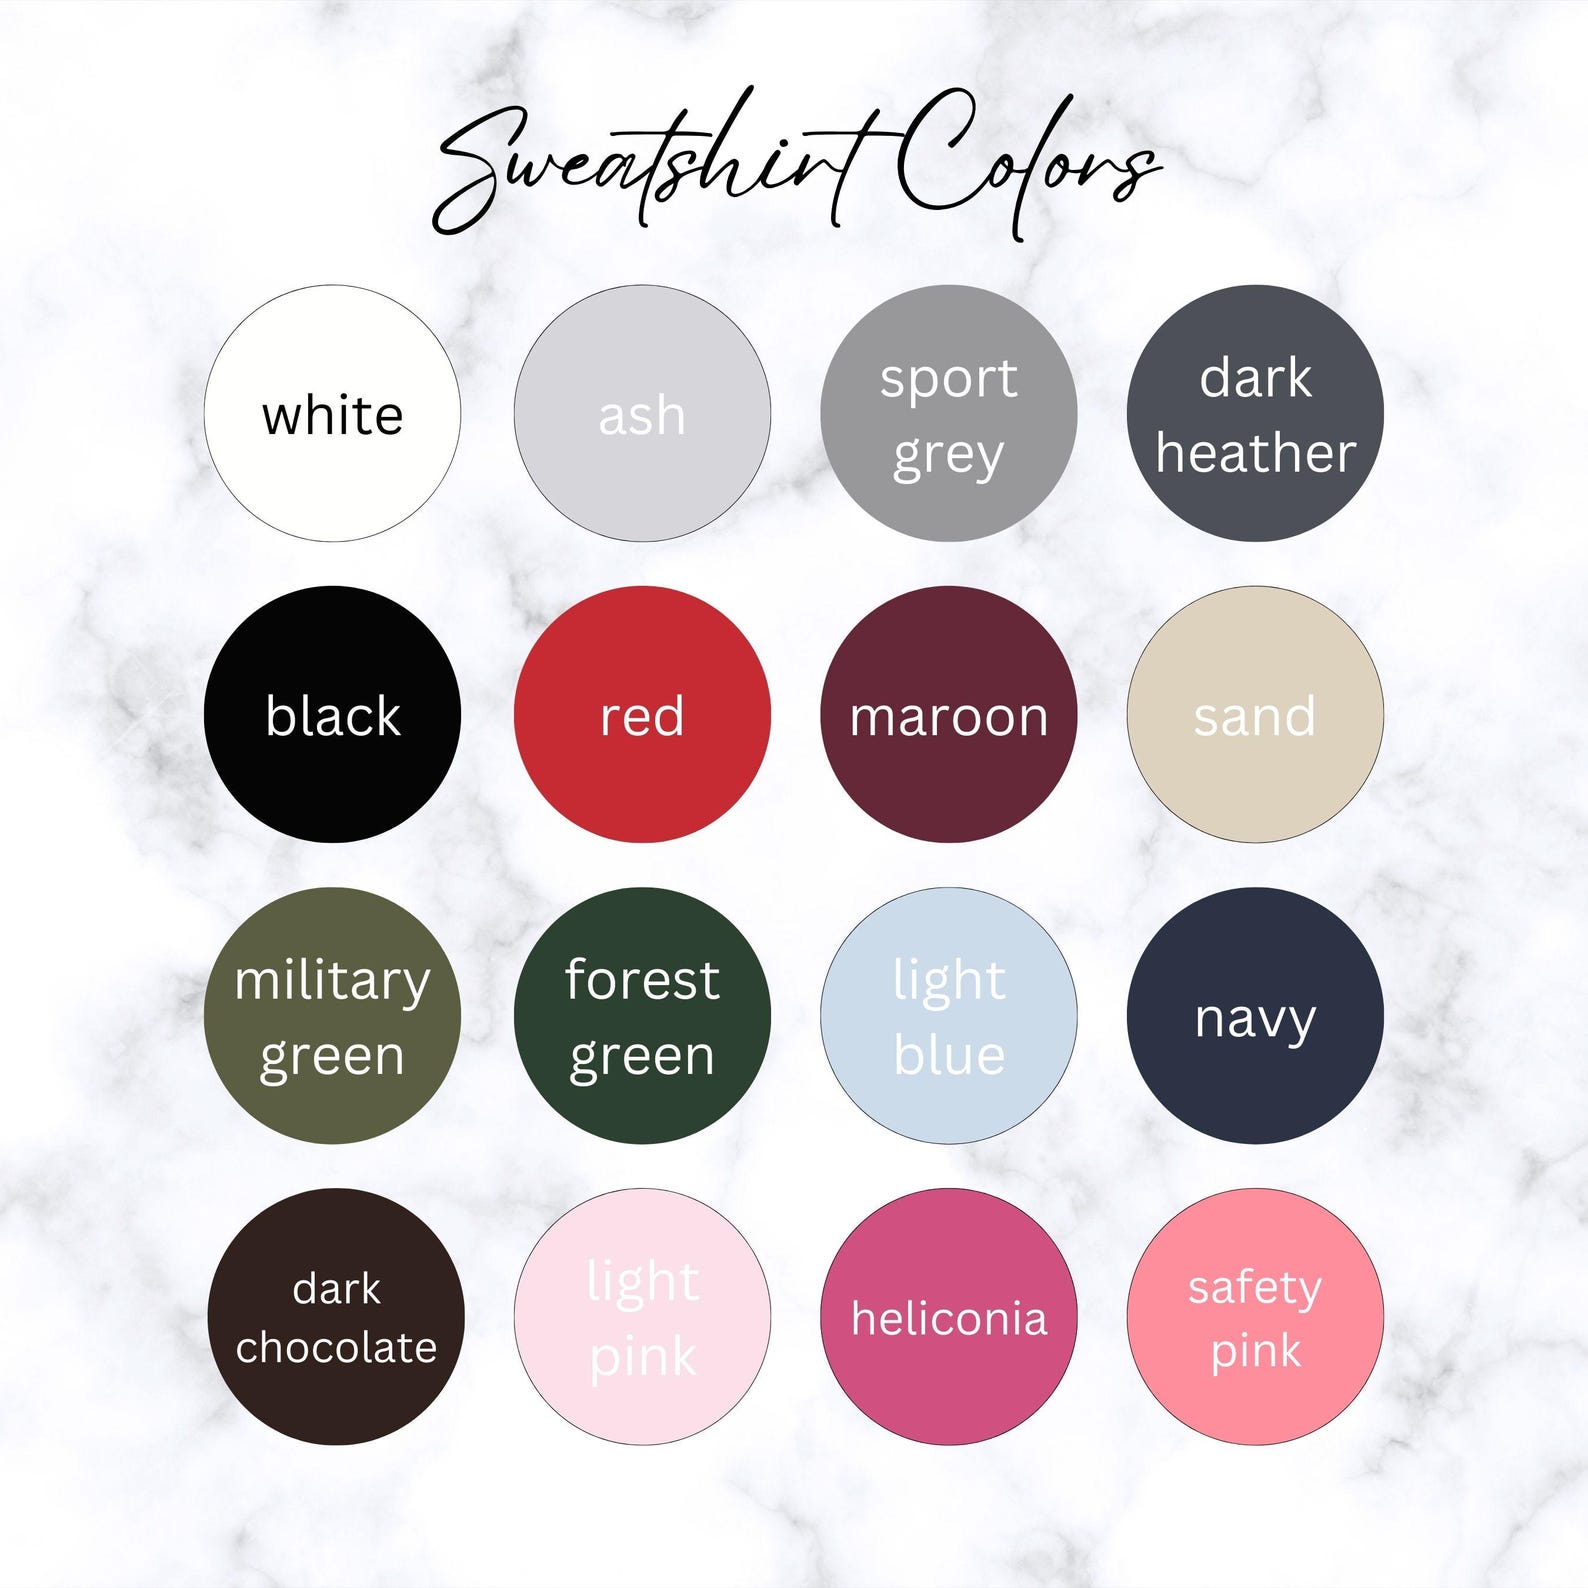 Sweatshirt Colors
white
ash
sport
grey
dark
heather
black
red
maroon
sand
military
green
forest
green
light
blue
navy
dark
chocolate
light
pink
heliconia
safety
pink